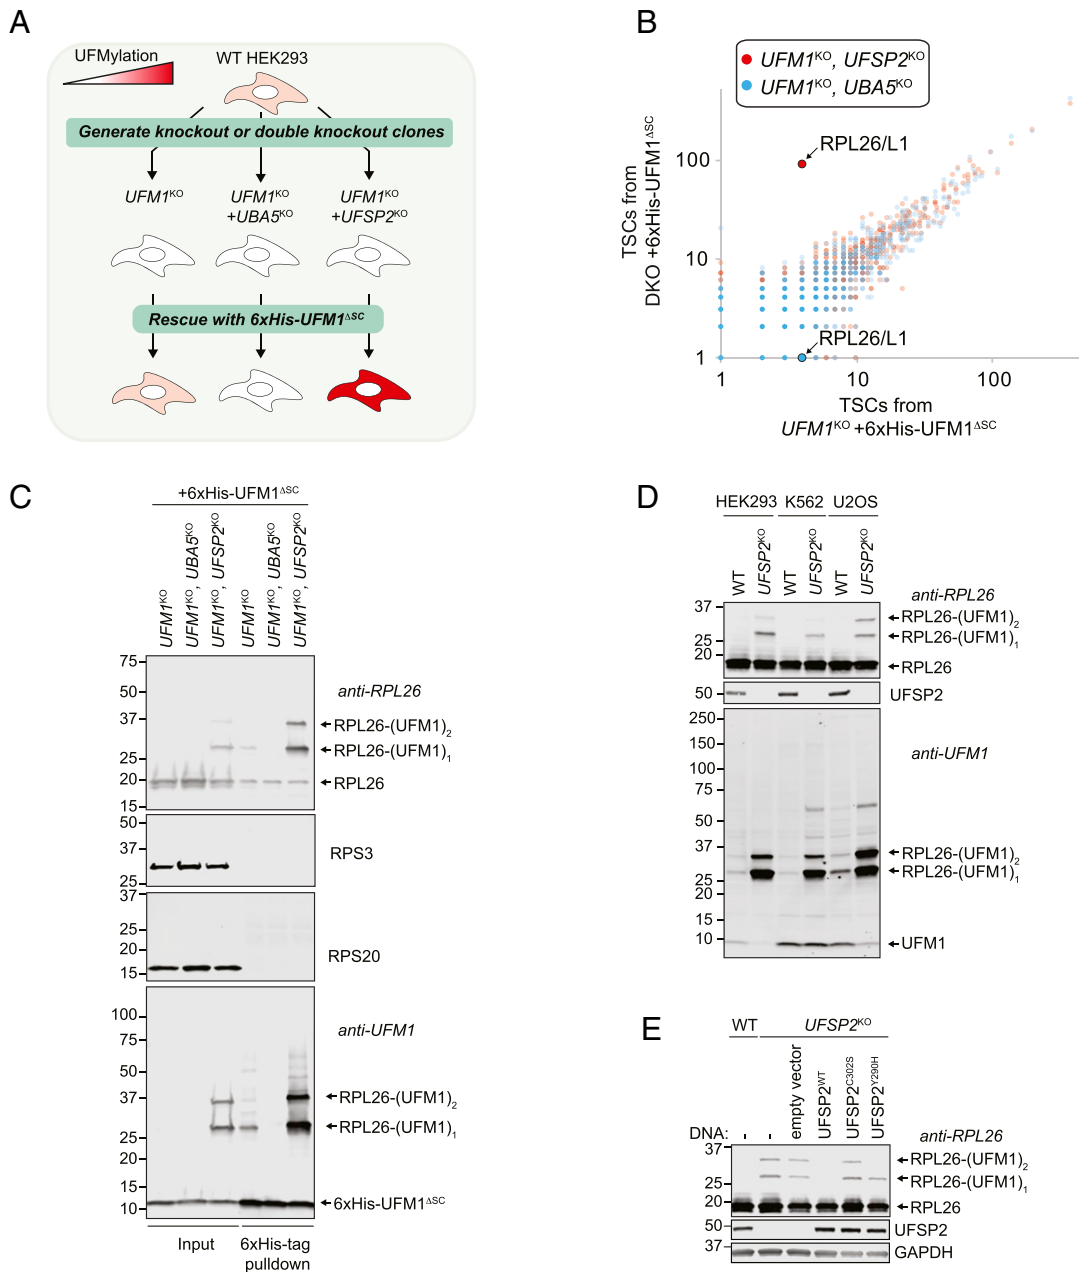 A
UFMylation
WT HEK293
Generate knockout or double knockout clones
UFM1KO
UFM1KO
+UBA5KO
UFM1KO
+UFSP2KO
Rescue with 6xHis-UFM1ΔSC
B
UFM1KO, UFSP2KO
UFM1KO, UBA5KO
TSCs from
DKO +6xHis-UFM1ΔSC
100
10
1
RPL26/L1
RPL26/L1
1
10
100
TSCs from
UFM1KO +6xHis-UFM1ΔSC
C
+6xHis-UFM1ΔSC
UFM1KO
UFM1KO, UBA5KO
UFM1KO, UFSP2KO
UFM1KO
UFM1KO, UBA5KO
UFM1KO, UFSP2KO
75
50
37
25
20
15
anti-RPL26
RPL26-(UFM1)2
RPL26-(UFM1)1
RPL26
50
37
25
RPS3
37
25
20
15
RPS20
100
75
50
37
25
20
15
10
anti-UFM1
RPL26-(UFM1)2
RPL26-(UFM1)1
6xHis-UFM1ΔSC
Input
6xHis-tag
pulldown
D
HEK293
K562
U2OS
WT
UFSP2KO
WT
UFSP2KO
WT
UFSP2KO
37
25
20
anti-RPL26
RPL26-(UFM1)2
RPL26-(UFM1)1
RPL26
50
UFSP2
250
150
100
75
50
37
25
20
15
10
anti-UFM1
RPL26-(UFM1)2
RPL26-(UFM1)1
UFM1
E
WT
UFSP2KO
DNA:
-
-
empty vector
UFSP2WT
UFSP2C302S
UFSP2Y290H
37
25
20
anti-RPL26
RPL26-(UFM1)2
RPL26-(UFM1)1
RPL26
50
UFSP2
37
GAPDH